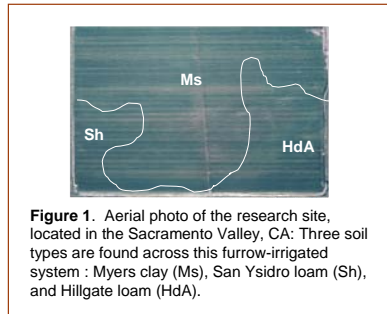 Ms
Sh
HdA
Figure 1. Aerial photo of the research site,
located in the Sacramento Valley, CA: Three soil
types are found across this furrow-irrigated
system : Myers clay (Ms), San Ysidro loam (Sh),
and Hillgate loam (HdA).